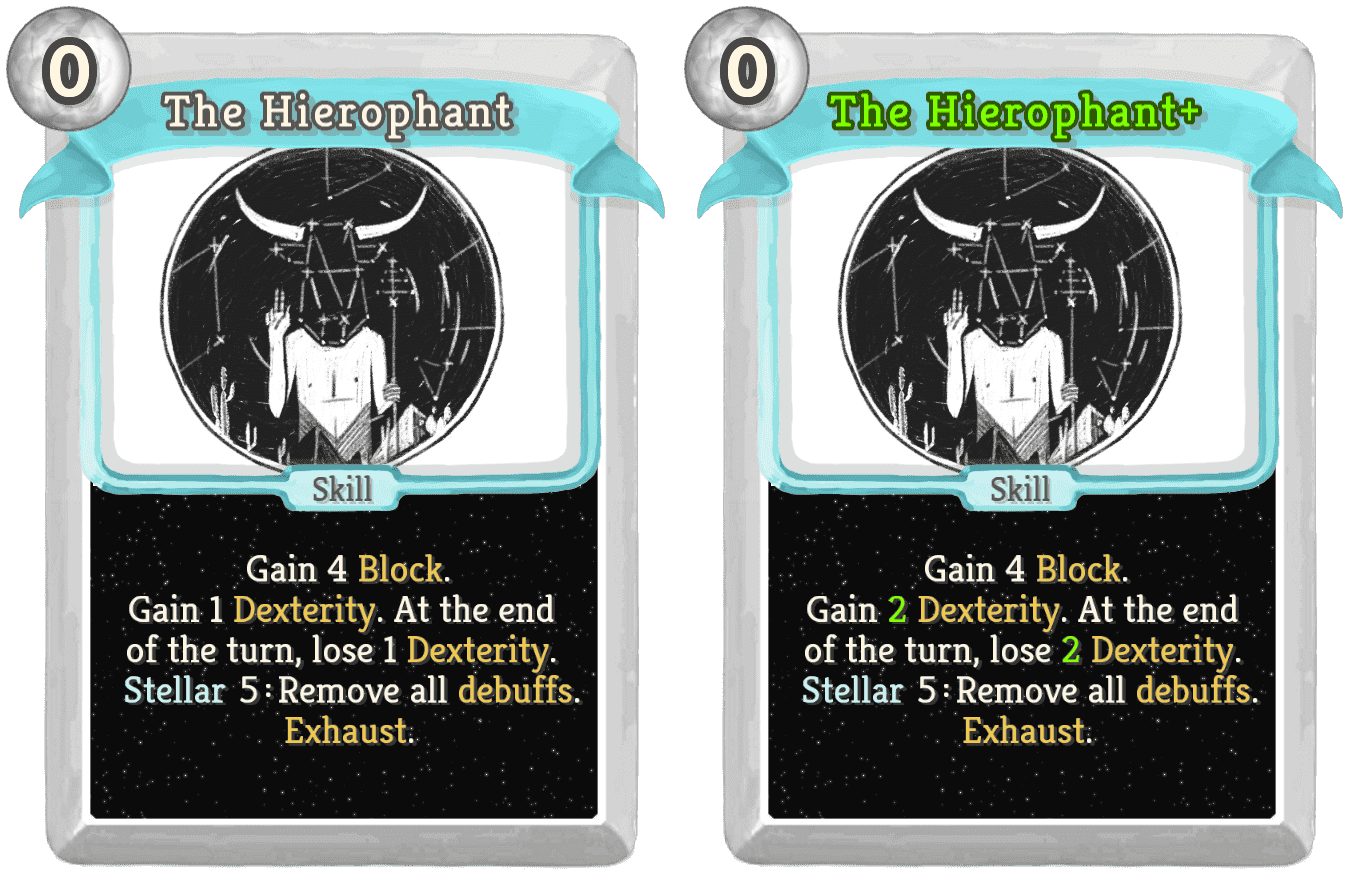 0
The Hierophant
Skill
Gain 4 Block.
Gain 1 Dexterity. At the end
of the turn, lose 1 Dexterity.
Stellar 5: Remove all debuffs.
Exhaust.
0
The Hierophant+
Skill
Gain 4 Block.
Gain 2 Dexterity. At the end
of the turn, lose 2 Dexterity.
Stellar 5: Remove all debuffs.
Exhaust.